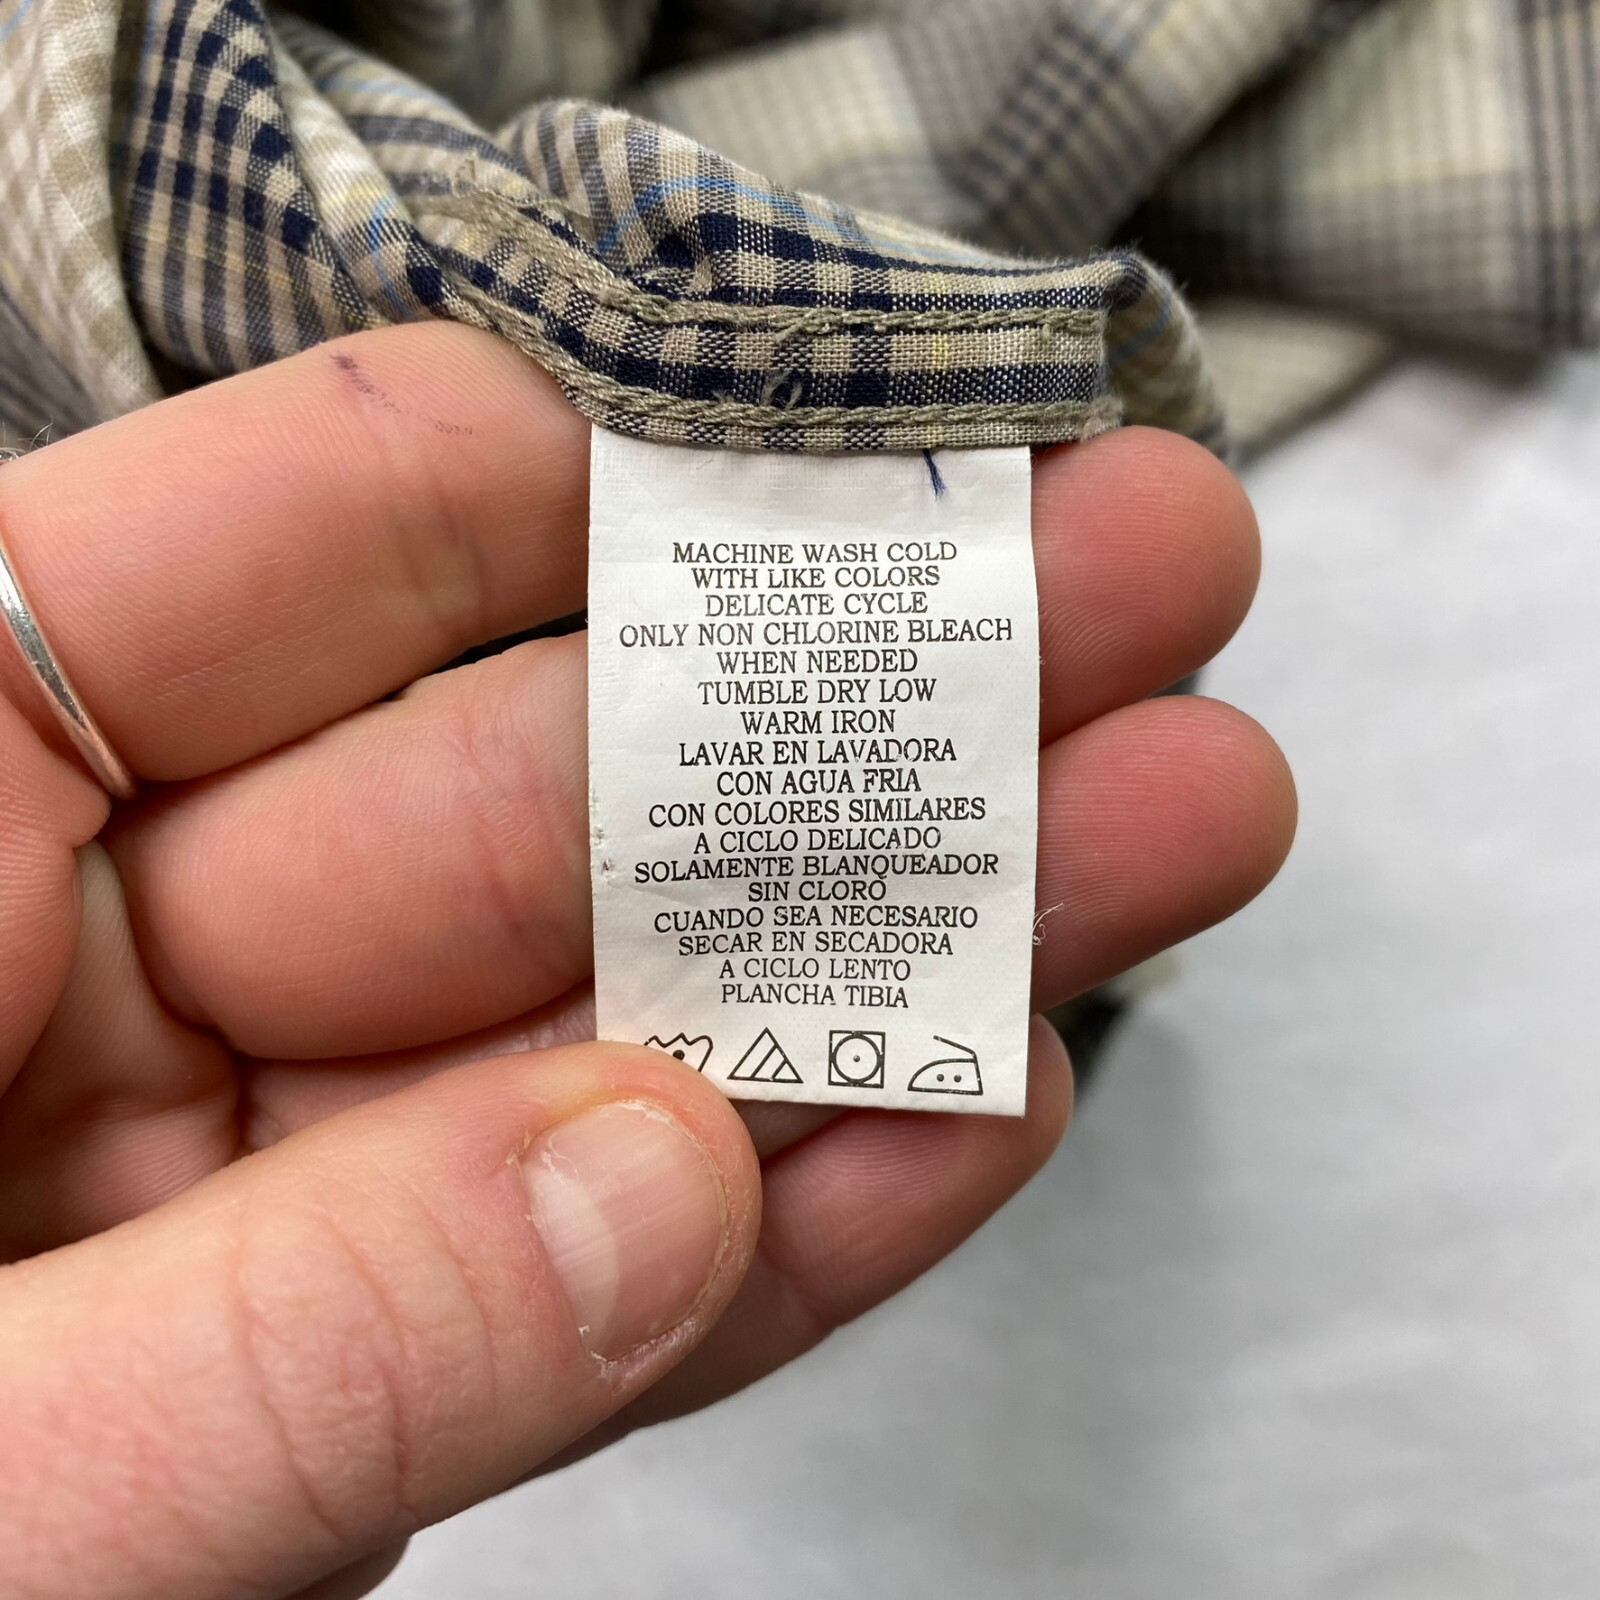 MACHINE WASH COLD
WITH LIKE COLORS
DELICATE CYCLE
ONLY NON CHLORINE BLEACH
WHEN NEEDED
TUMBLE DRY LOW
WARM IRON
LAVAR EN LAVADORA
CON AGUA FRIA
CON COLORES SIMILARES
A CICLO DELICADO
SOLAMENTE BLANQUEADOR
SIN CLORO
CUANDO SEA NECESARIO
SECAR EN SECADORA
A CICLO LENTO
PLANCHA TIBIA